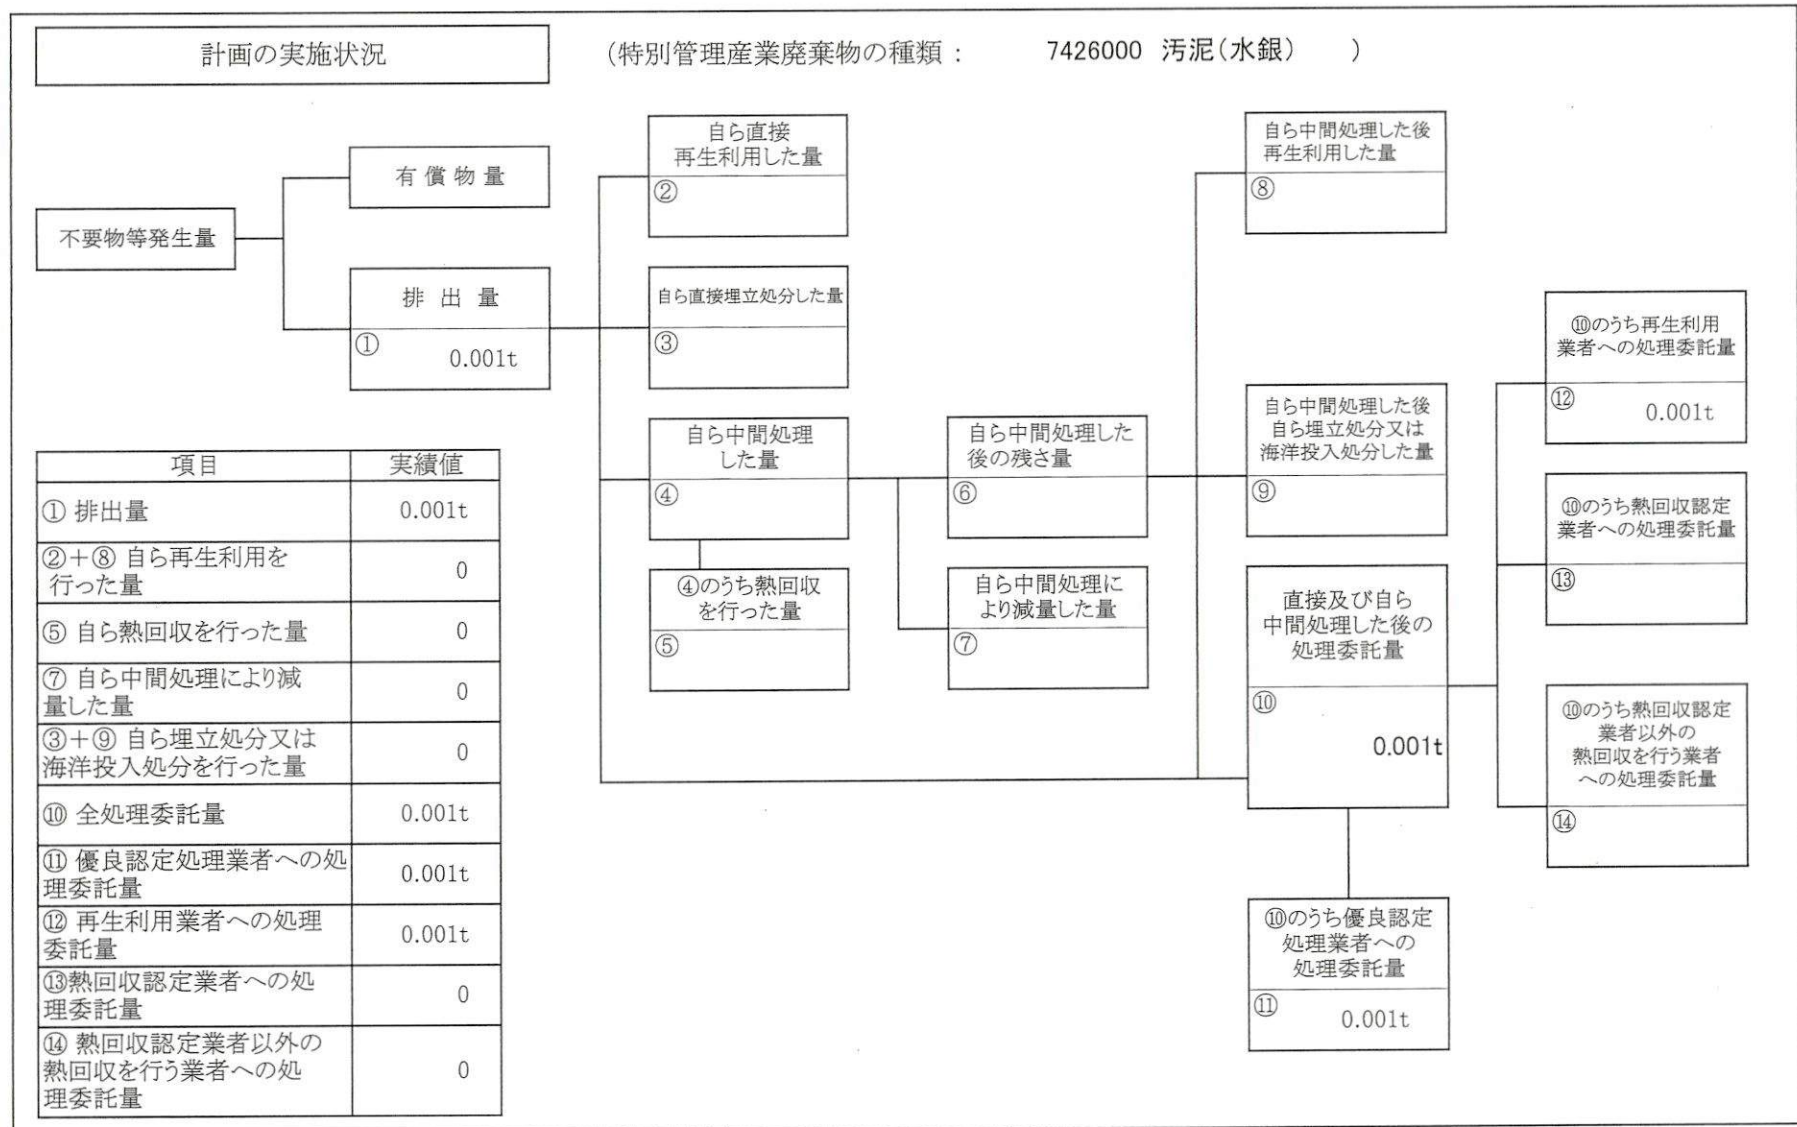 計画の実施状況
(特別管理産業廃棄物の種類： 7426000 汚泥(水銀) )
不要物等発生量
有償物量
排出量
①
0.001t
自ら直接
再生利用した量
②
自ら直接埋立処分した量
③
自ら中間処理
した量
④
④のうち熱回収
を行った量
⑤
自ら中間処理した
後の残さ量
⑥
自ら中間処理に
より減量した量
⑦
自ら中間処理した後
再生利用した量
⑧
自ら中間処理した後
自ら埋立処分又は
海洋投入処分した量
⑨
直接及び自ら
中間処理した後の
処理委託量
⑩
0.001t
⑩のうち優良認定
処理業者への
処理委託量
⑪
0.001t
⑩のうち再生利用
業者への処理委託量
⑫
0.001t
⑩のうち熱回収認定
業者への処理委託量
⑬
⑩のうち熱回収認定
業者以外の
熱回収を行う業者
への処理委託量
⑭
項目 実績値
① 排出量 0.001t
②＋⑧ 自ら再生利用を
行った量 0
⑤ 自ら熱回収を行った量 0
⑦ 自ら中間処理により減
量した量 0
③＋⑨ 自ら埋立処分又は
海洋投入処分を行った量 0
⑩ 全処理委託量 0.001t
⑪ 優良認定処理業者への処
理委託量 0.001t
⑫ 再生利用業者への処理
委託量 0.001t
⑬熱回収認定業者への処
理委託量 0
⑭ 熱回収認定業者以外の
熱回収を行う業者への処
理委託量 0